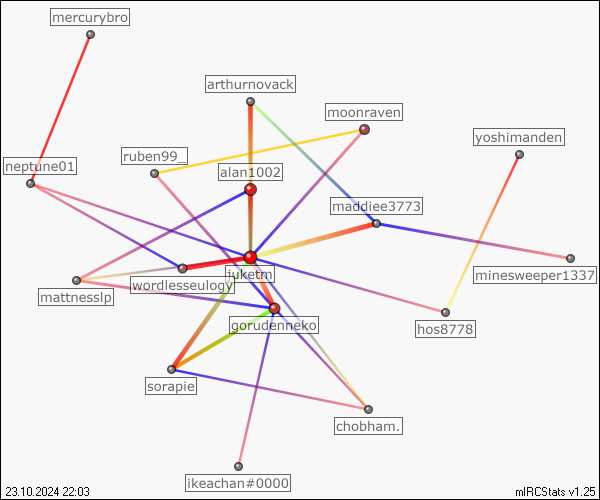 mercurybro
arthurnovack
moonraven
yoshimanden
ruben99_
neptune01
alan1002
maddiee3773
iuketm
wordlesseulogy
minesweeper1337
mattnesslp
gorudenneko
hos8778
sorapie
chobham.
ikeachan#0000
23.10.2024 22:03
mIRCStats v1.25